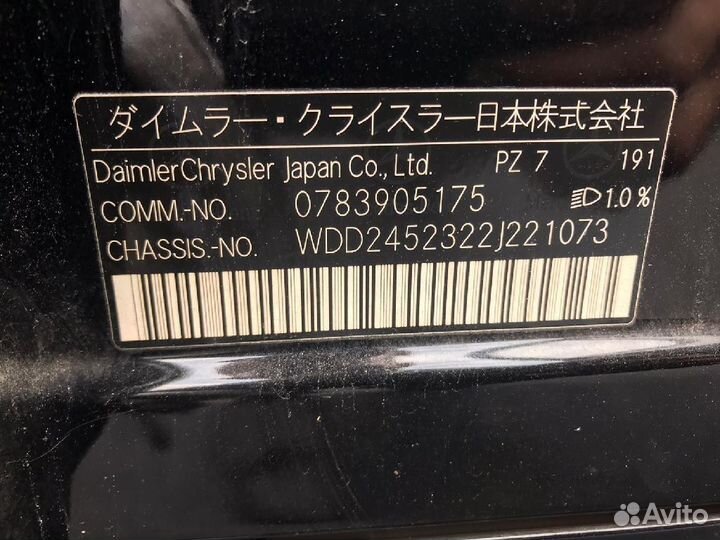 ダイムラー・クライスラー日本株式会社
DaimlerChrysler Japan Co., Ltd. PZ 7 191
COMM.-NO. 0783905175 1.0%
CHASSIS.-NO. WDD2452322J221073
Avito